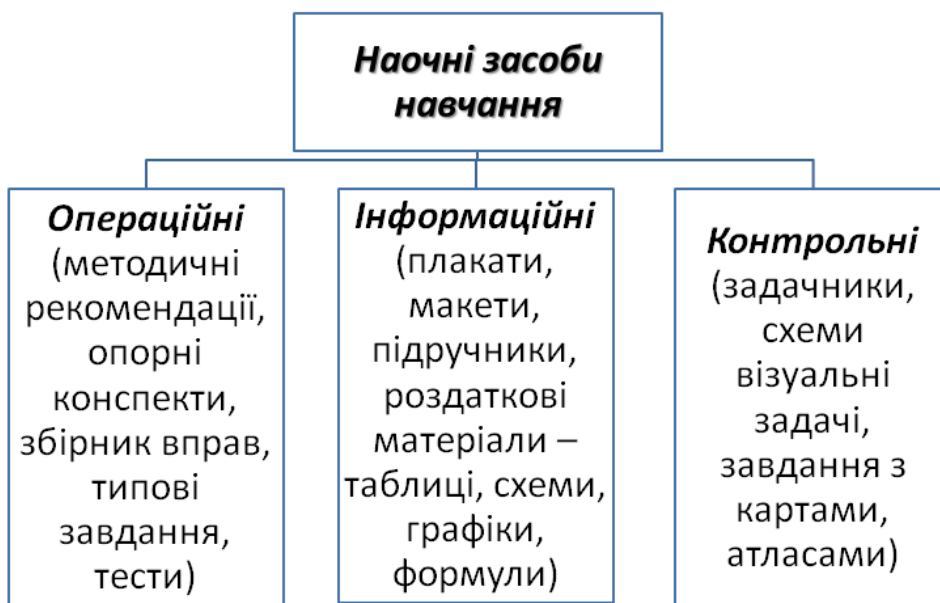 Наочні засоби
навчання
Операційні
(методичні
рекомендації,
опорні
конспекти,
збірник вправ,
типові
завдання,
тести)
Інформаційні
(плакати,
макети,
підручники,
роздаткові
матеріали –
таблиці, схеми,
графіки,
формули)
Контрольні
(задачники,
схеми
візуальні
задачі,
завдання з
картами,
атласами)